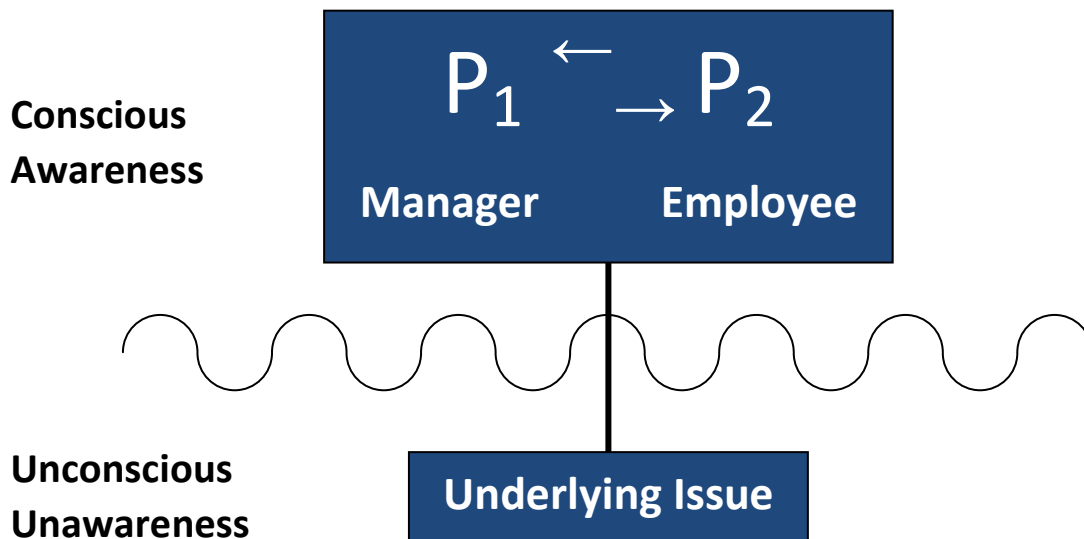 P₁ ← → P₂
Conscious
Awareness
Manager Employee
Unconscious
Unawareness
Underlying Issue